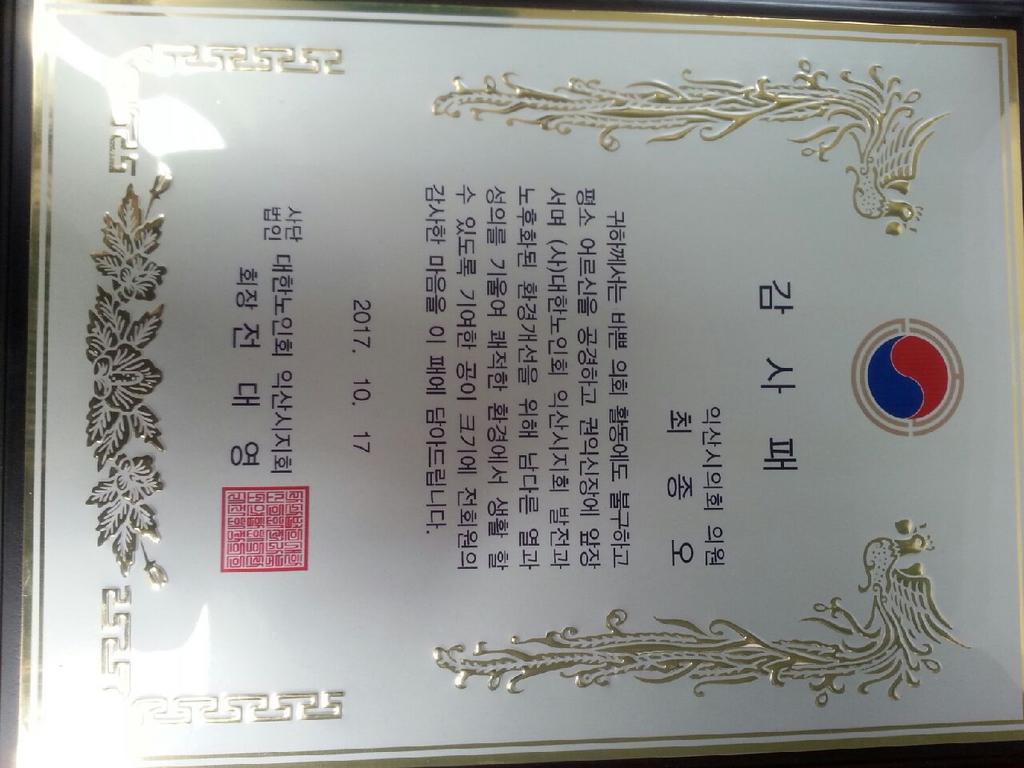 감 사 패
익산시의회 의원
최 종 오
귀하께서는 바쁜 의회 활동에도 불구하고
평소 어르신을 공경하고 권익신장에 앞장
서며 (사)대한노인회 익산시지회 발전과
노후화된 환경개선을 위해 남다른 열과
성의를 기울여 쾌적한 환경에서 생활 할
수 있도록 기여한 공이 크기에 전회원의
감사한 마음을 이 패에 담아드립니다.
2017. 10. 17
사단법인 대한노인회 익산시지회
회장 전 대 영